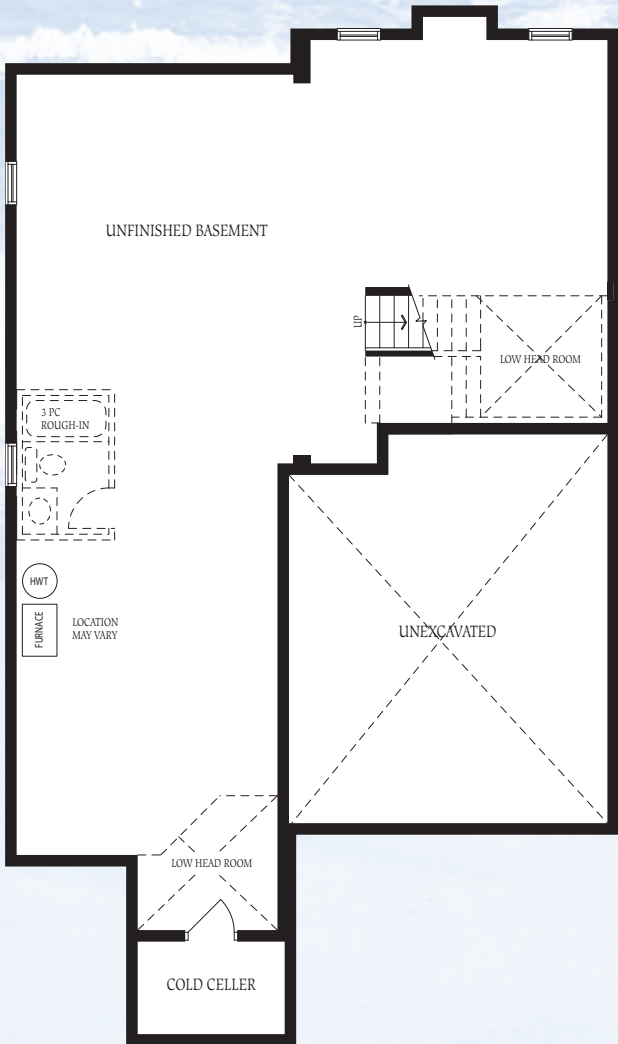 UNFINISHED BASEMENT
UP
LOW HEAD ROOM
3 PC
ROUGH-IN
HWT
FURNACE
LOCATION
MAY VARY
UNEXCAVATED
LOW HEAD ROOM
COLD CELLER